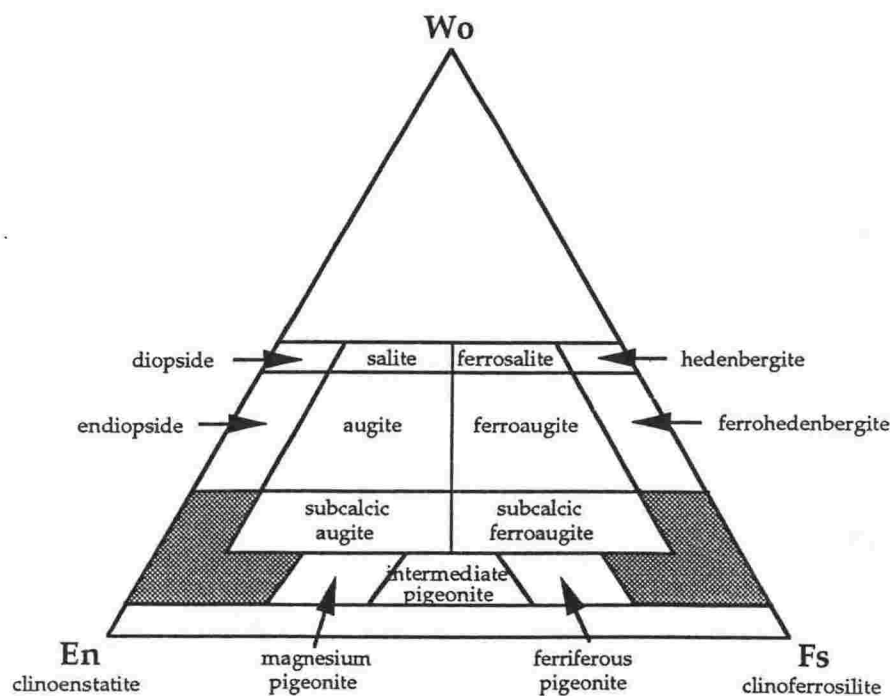 Wo
diopside
salite
ferrosalite
hedenbergite
endiopside
augite
ferroaugite
ferrohedenbergite
subcalcic
augite
subcalcic
ferroaugite
intermediate
pigeonite
En
clinoenstatite
magnesium
pigeonite
ferriferous
pigeonite
Fs
clinoferrosilite